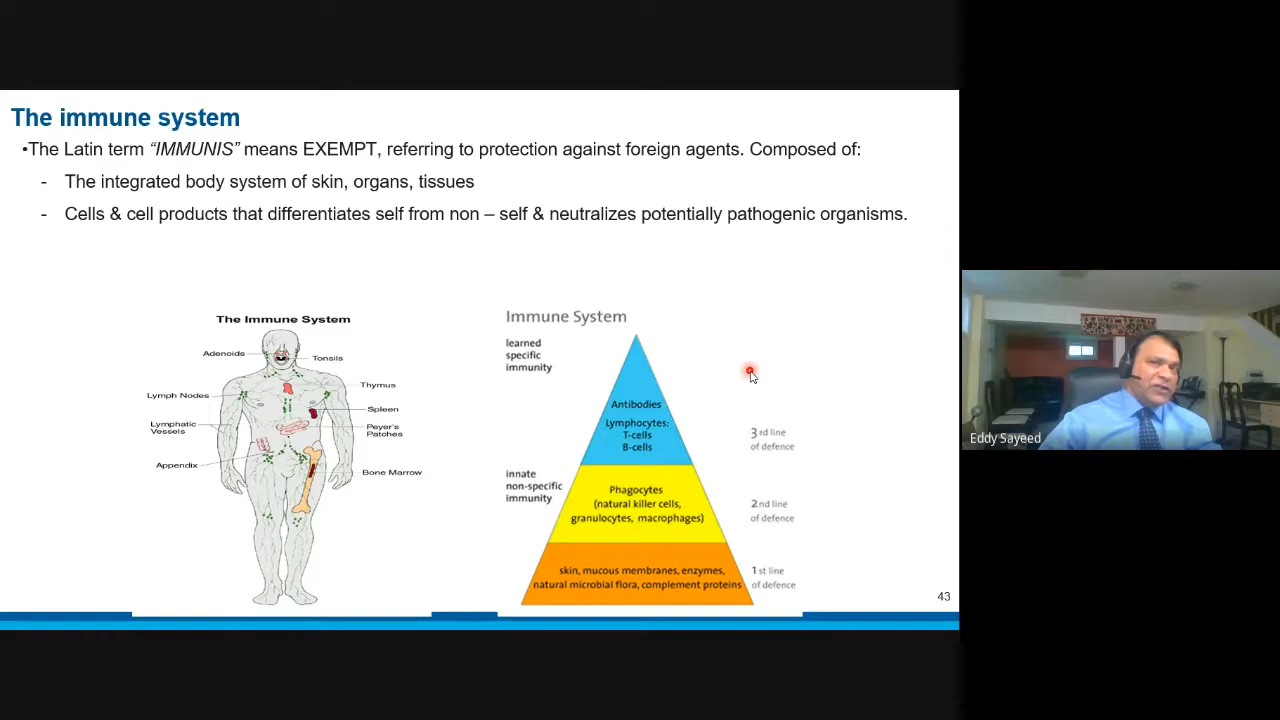 The immune system
•The Latin term “IMMUNIS” means EXEMPT, referring to protection against foreign agents. Composed of:
- The integrated body system of skin, organs, tissues
- Cells & cell products that differentiates self from non – self & neutralizes potentially pathogenic organisms.
The Immune System
Adenoids
Tonsils
Thymus
Lymph Nodes
Spleen
Lymphatic
Vessels
Peyer's
Patches
Appendix
Bone Marrow
Immune System
learned
specific
immunity
Antibodies
Lymphocytes:
T-cells
B-cells
3rd line
of defence
innate
non-specific
immunity
Phagocytes
(natural killer cells,
granulocytes, macrophages)
2nd line
of defence
skin, mucous membranes, enzymes,
natural microbial flora, complement proteins
1st line
of defence
43
Eddy Sayeed